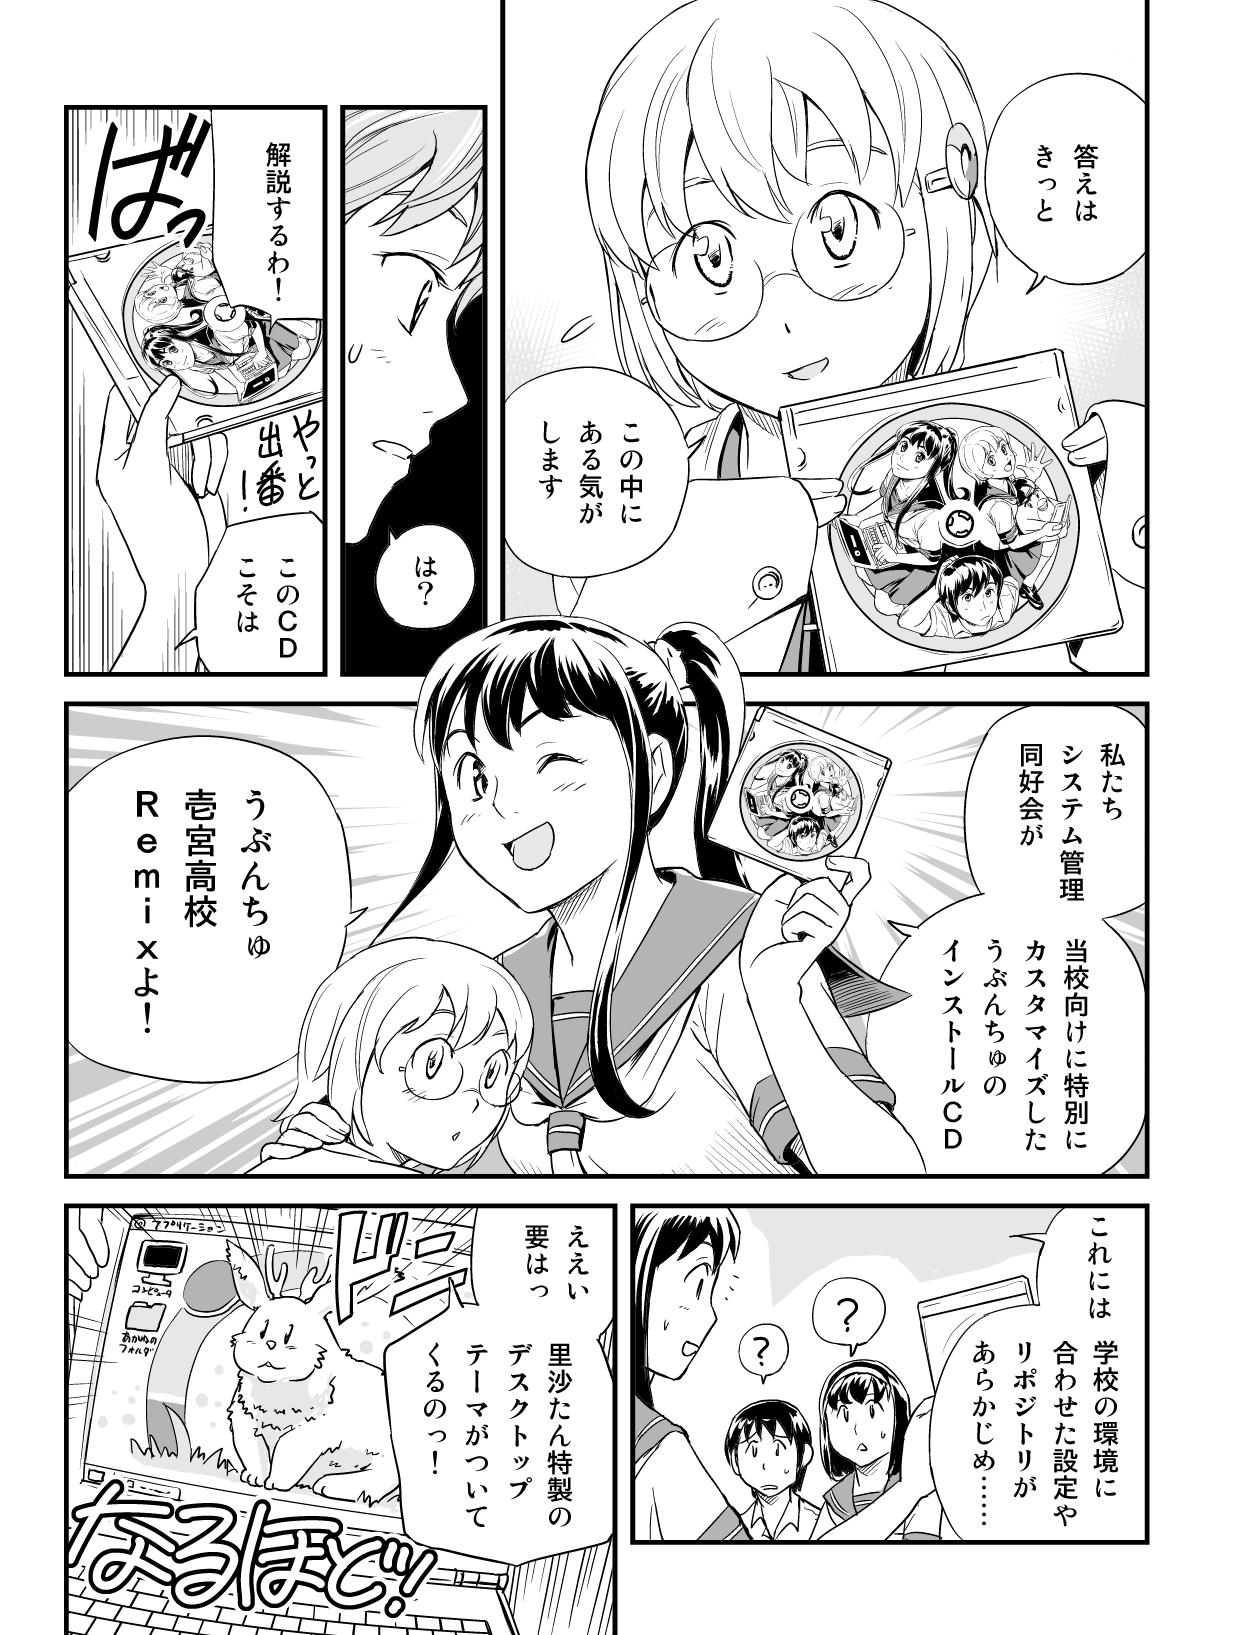 答えは
きっと
この中に
ある気が
します
は？
ばっ
解説するわ！
やっと
出番！
このＣＤ
こそは
私たち
システム管理
同好会が
当校向けに特別に
カスタマイズした
うぶんちゅの
インストールＣＤ
うぶんちゅ
壱宮高校
Ｒｅｍｉｘよ！
これには
学校の環境に
合わせた設定や
リポジトリが
あらかじめ……
？
？
ええい
要はっ
里沙たん特製の
デスクトップ
テーマがついて
くるのっ！
ドーン
アプリケーション
コンピュータ
あかねの
フォルダ
なるほど！